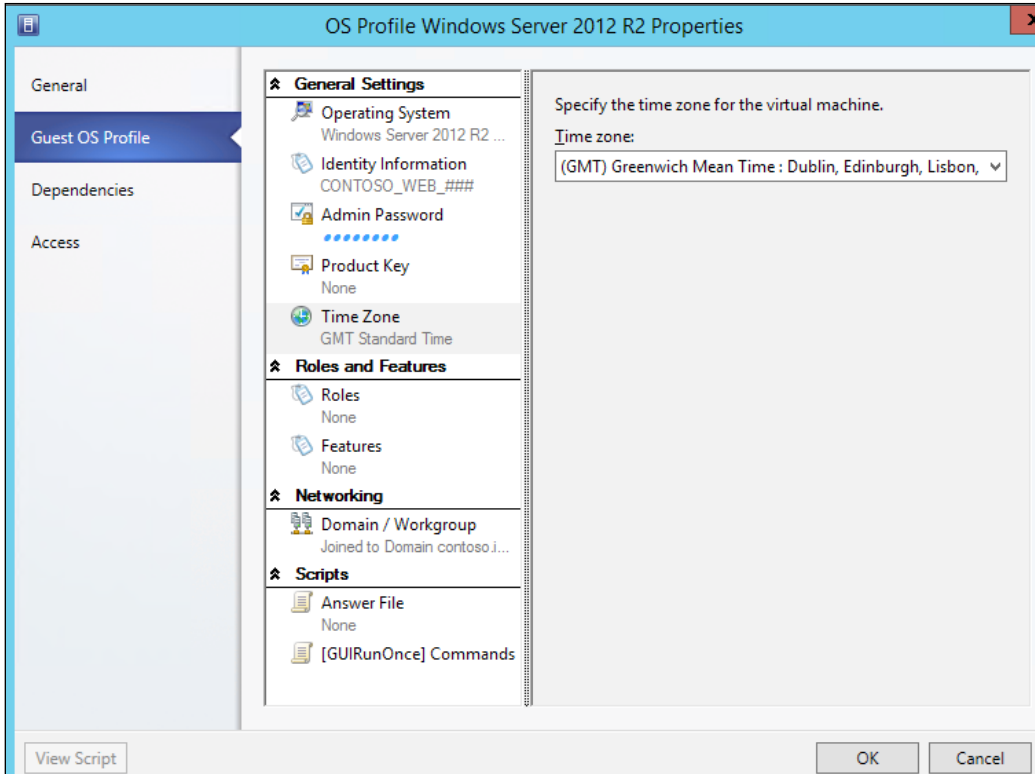 OS Profile Windows Server 2012 R2 Properties
General
Guest OS Profile
Dependencies
Access
General Settings
Operating System
Windows Server 2012 R2 ...
Identity Information
CONTOSO_WEB_###
Admin Password
Product Key
None
Time Zone
GMT Standard Time
Roles and Features
Roles
None
Features
None
Networking
Domain / Workgroup
Joined to Domain contoso.i...
Scripts
Answer File
None
[GUIRunOnce] Commands
Specify the time zone for the virtual machine.
Time zone:
(GMT) Greenwich Mean Time : Dublin, Edinburgh, Lisbon,
View Script
OK
Cancel